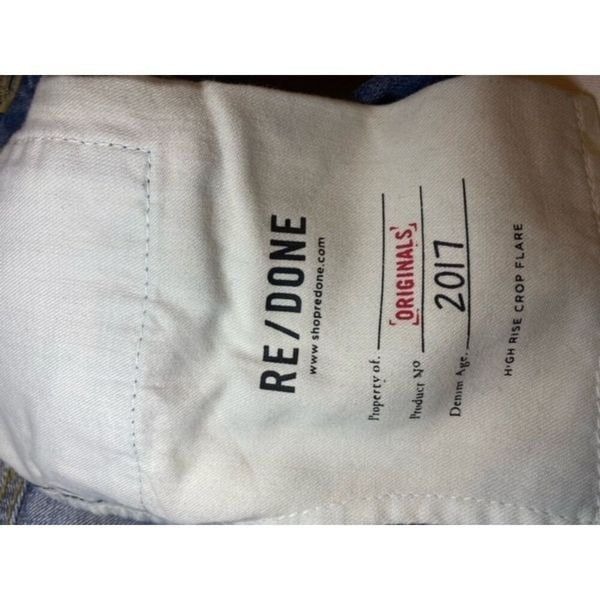 RE/DONE
www.shopredone.com
Property of.
Product Nº [ORIGINALS]
Denim Age. 2017
HIGH RISE CROP FLARE